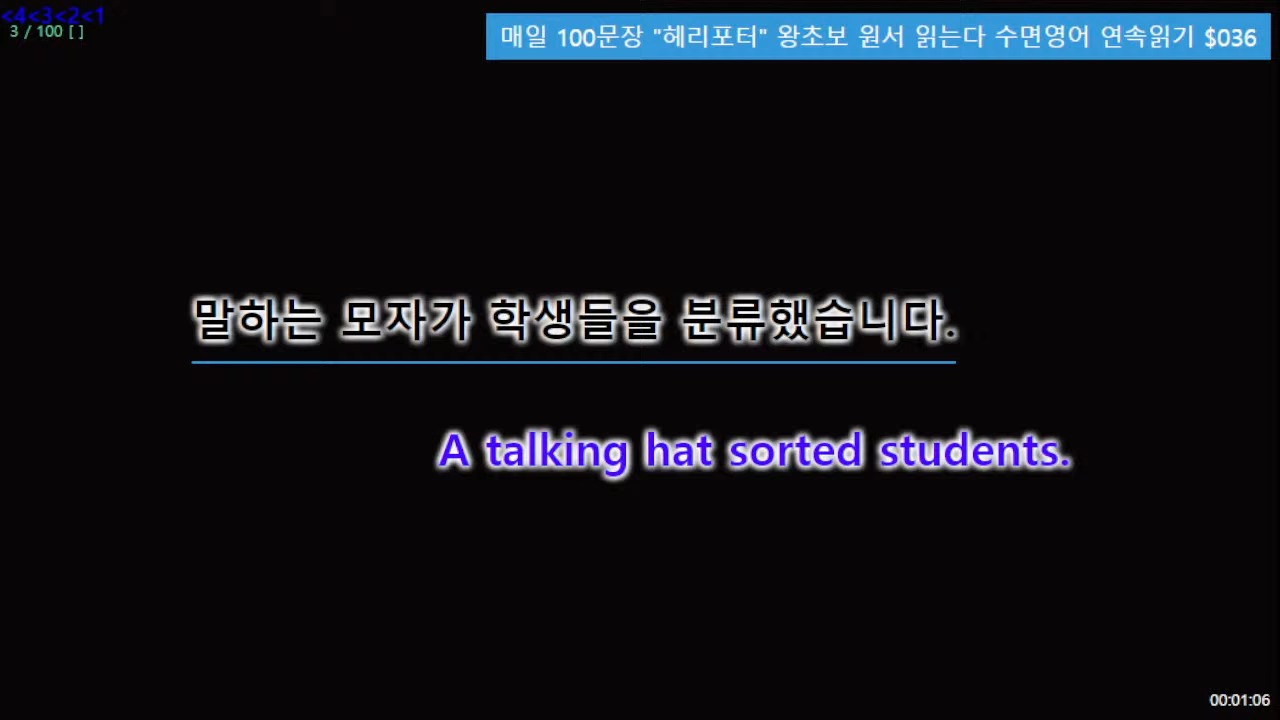 <4<3<2<1
3 / 100 [ ]
매일 100문장 "헤리포터" 왕초보 원서 읽는다 수면영어 연속읽기 $036
말하는 모자가 학생들을 분류했습니다.
A talking hat sorted students.
00:01:06